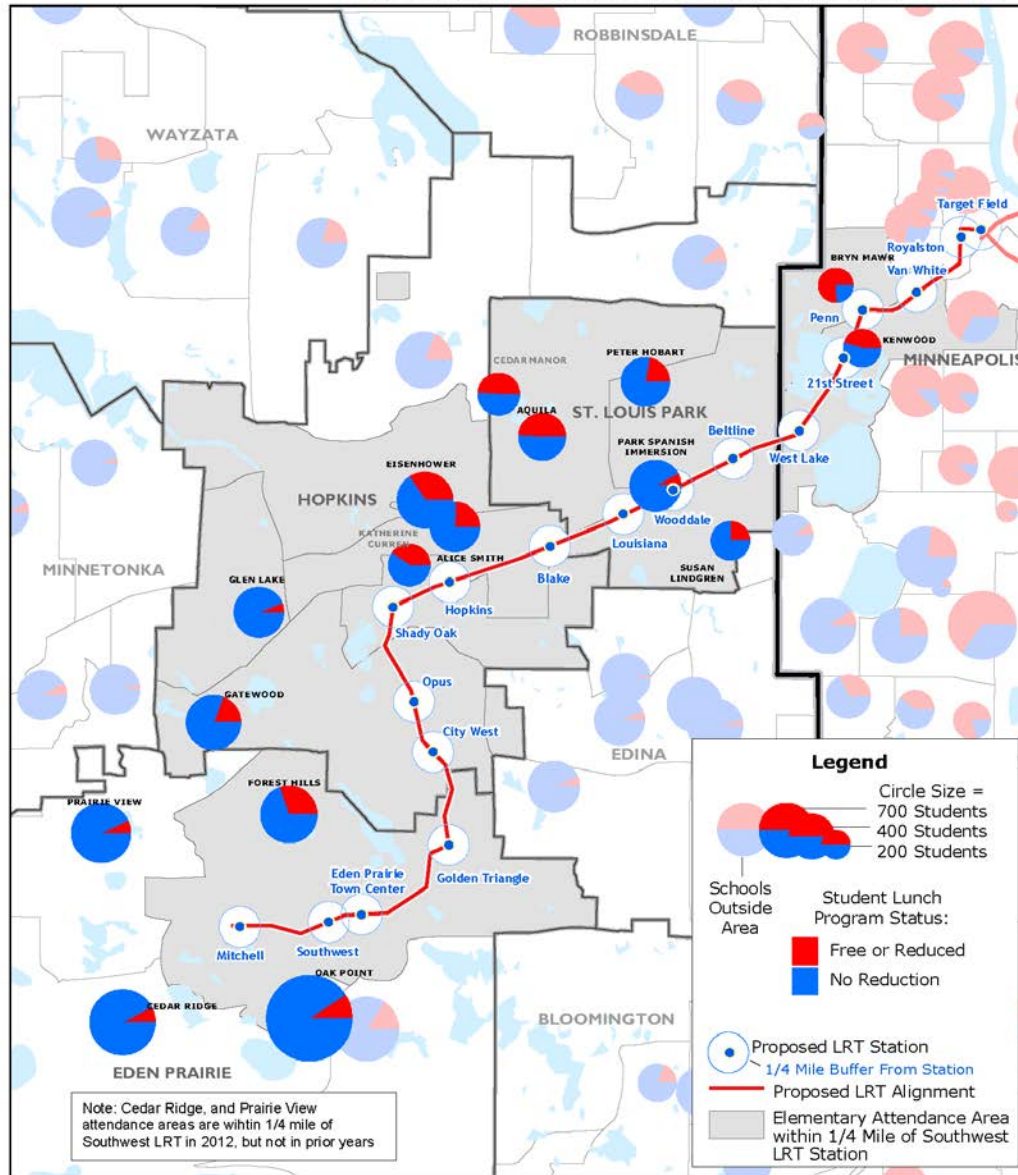 ROBBINSDALE
WAYZATA
Target Field
Royalston
BRYN MAWR
Van White
Penn
KENWOOD
MINNEAPOLIS
21st Street
CEDAR MANOR
PETER HOBART
AQUILA
ST. LOUIS PARK
Beltline
West Lake
PARK SPANISH
IMMERSION
EISENHOWER
HOPKINS
Wooddale
KATHERINE
CURREN
ALICE SMITH
Louisiana
Blake
SUSAN
LINDGREN
MINNETONKA
GLEN LAKE
Hopkins
Shady Oak
Opus
GATEWOOD
City West
EDINA
FOREST HILLS
PRAIRIE VIEW
Golden Triangle
Eden Prairie
Town Center
Southwest
Mitchell
OAK POINT
CEDAR RIDGE
BLOOMINGTON
EDEN PRAIRIE
Note: Cedar Ridge, and Prairie View
attendance areas are wihtin 1/4 mile of
Southwest LRT in 2012, but not in prior years
Legend
Circle Size =
700 Students
400 Students
200 Students
Schools
Outside
Area
Student Lunch
Program Status:
Free or Reduced
No Reduction
Proposed LRT Station
1/4 Mile Buffer From Station
Proposed LRT Alignment
Elementary Attendance Area
within 1/4 Mile of Southwest
LRT Station